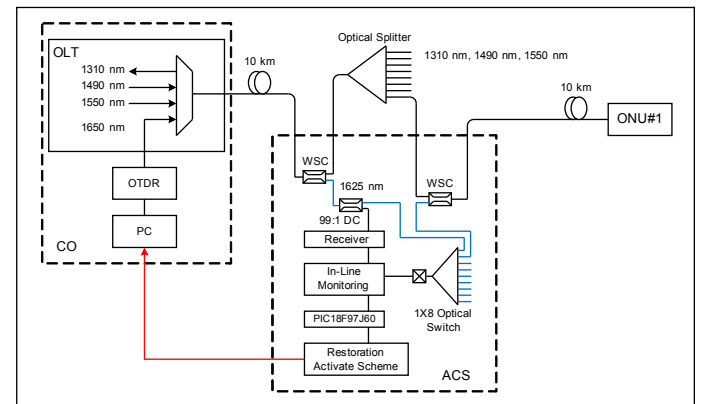 OLT
1310 nm
1490 nm
1550 nm
1650 nm
OTDR
PC
CO
10 km
Optical Splitter
1310 nm, 1490 nm, 1550 nm
10 km
ONU#1
WSC
1625 nm
WSC
99:1 DC
Receiver
In-Line
Monitoring
PIC18F97J60
1X8 Optical
Switch
Restoration
Activate Scheme
ACS